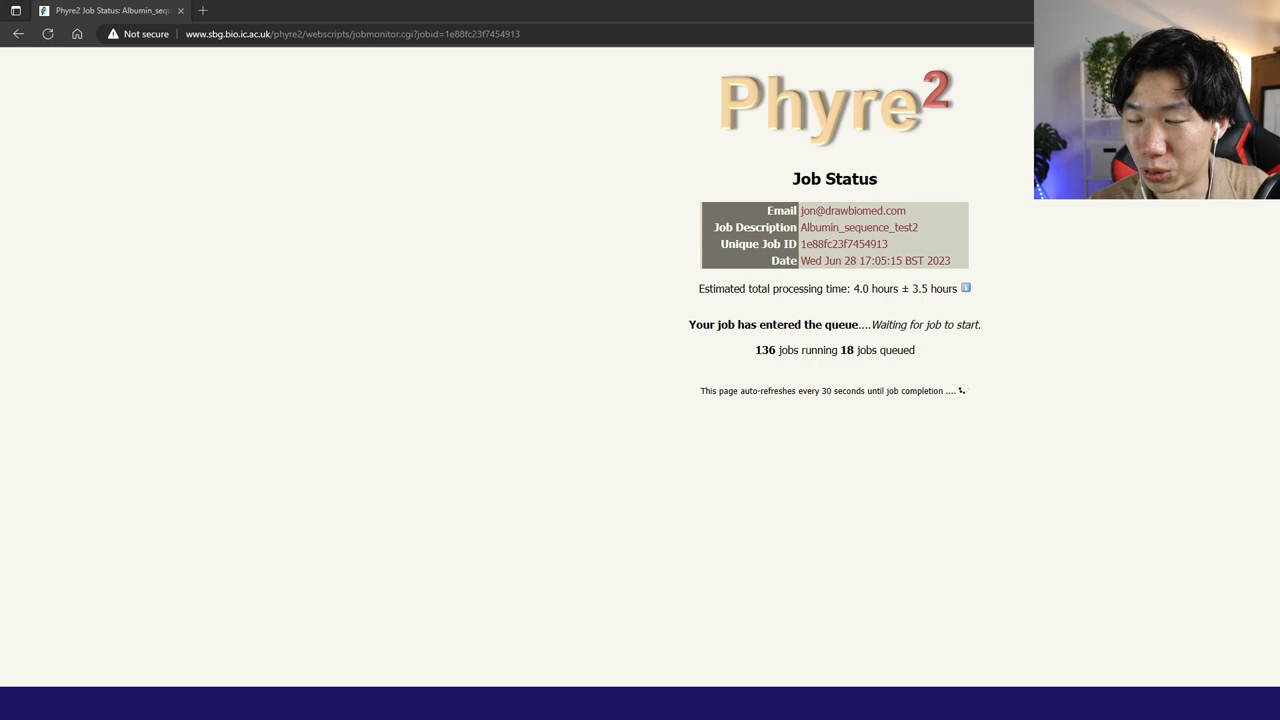 Phyre2 Job Status: Albumin_sequ
Not secure www.sbg.bio.ic.ac.uk/phyre2/webscripts/jobmonitor.cgi?jobid=1e88fc23f7454913
Phyre2
Job Status
Email jon@drawbiomed.com
Job Description Albumin_sequence_test2
Unique Job ID 1e88fc23f7454913
Date Wed Jun 28 17:05:15 BST 2023
Estimated total processing time: 4.0 hours ± 3.5 hours
Your job has entered the queue....Waiting for job to start.
136 jobs running 18 jobs queued
This page auto-refreshes every 30 seconds until job completion ....